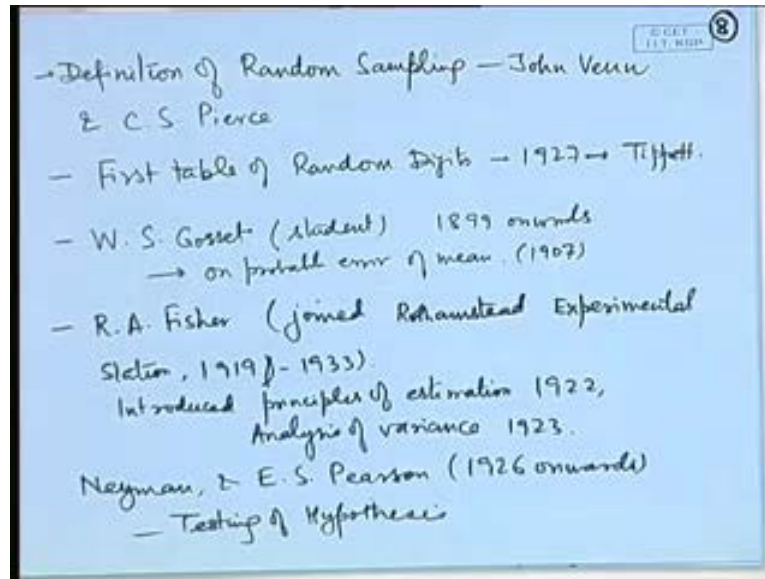 © CET
I.I.T. KGP
8
→ Definition of Random Sampling – John Venn
& C S Pierce
– First table of Random Digits – 1927 → Tippett.
– W. S. Gosset (student) 1899 onwards
→ on probable error of mean. (1907)
– R. A. Fisher (joined Rothamstead Experimental
Station, 1919 - 1933).
Introduced principles of estimation 1922,
Analysis of variance 1923.
Neyman, & E. S. Pearson (1926 onwards)
– Testing of Hypothesis